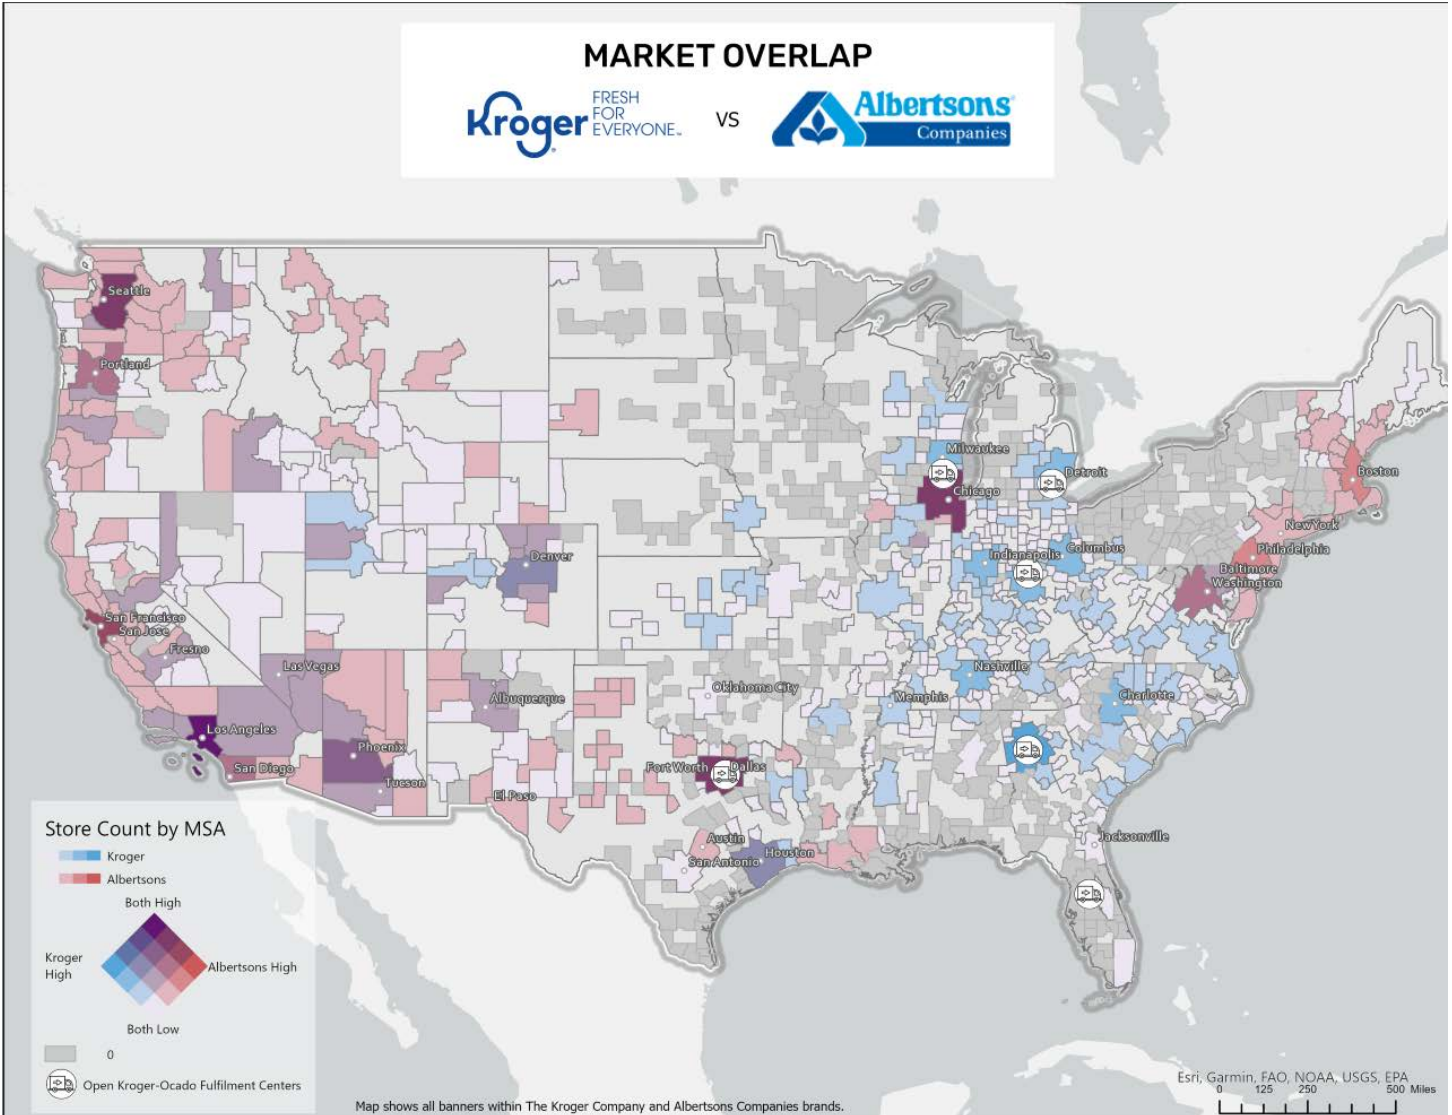 MARKET OVERLAP
Kroger
FRESH
FOR
EVERYONE™
VS
Albertsons®
Companies
Seattle
Portland
Milwaukee
Detroit
Boston
Chicago
New York
Columbus
Indianapolis
Philadelphia
Denver
Baltimore
Washington
San Francisco
San Jose
Fresno
Las Vegas
Nashville
Oklahoma City
Albuquerque
Memphis
Charlotte
Los Angeles
Phoenix
San Diego
Fort Worth
Dallas
Tucson
El Paso
Jacksonville
Austin
Houston
San Antonio
Store Count by MSA
Kroger
Albertsons
Both High
Kroger
High
Albertsons High
Both Low
0
Open Kroger-Ocado Fulfilment Centers
Map shows all banners within The Kroger Company and Albertsons Companies brands.
Esri, Garmin, FAO, NOAA, USGS, EPA
0 125 250 500 Miles